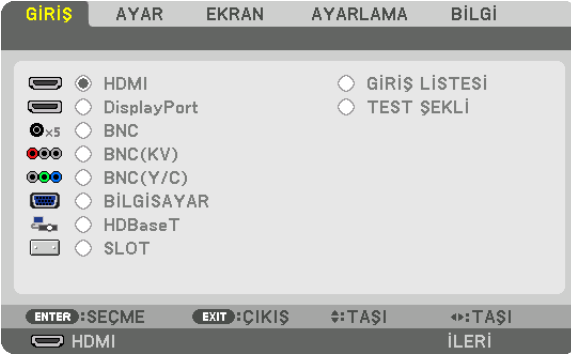 GİRİŞ AYAR EKRAN AYARLAMA BİLGİ
HDMI GİRİŞ LİSTESİ
DisplayPort TEST ŞEKLİ
x5 BNC
BNC(KV)
BNC(Y/C)
BİLGİSAYAR
HDBaseT
SLOT
ENTER :SEÇME EXIT :ÇIKIŞ :TAŞI :TAŞI
HDMI İLERİ